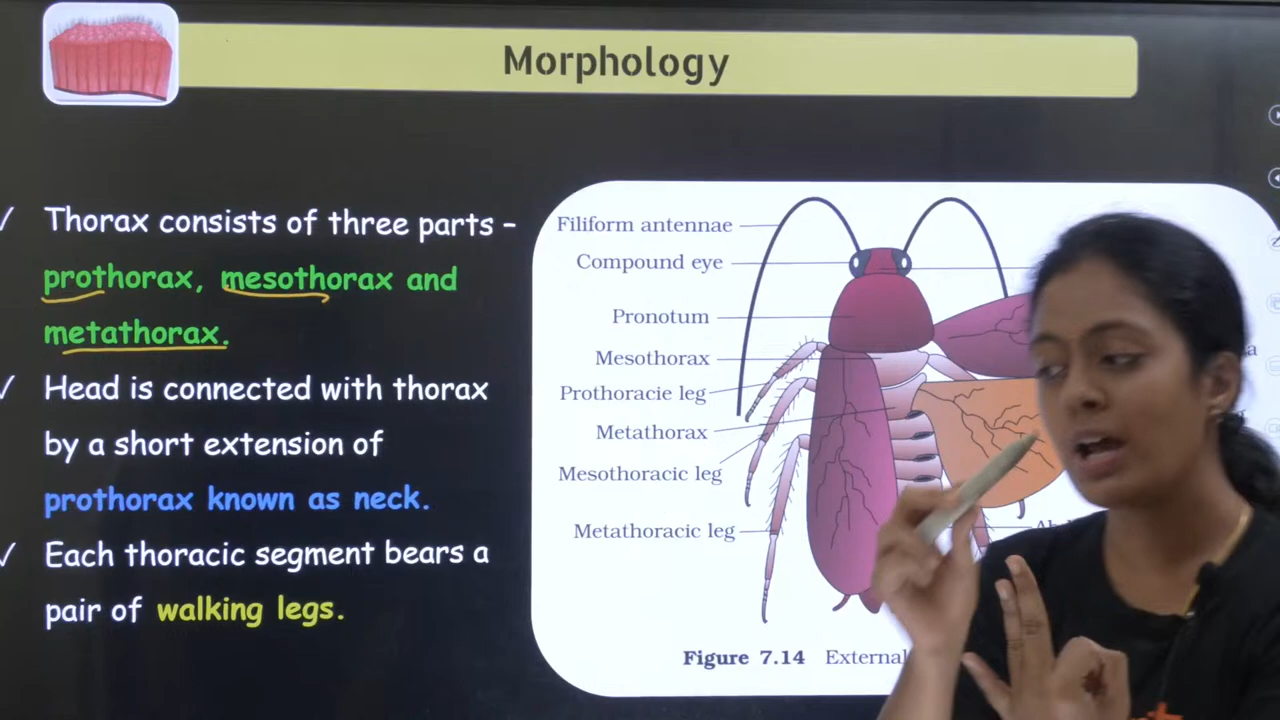 Morphology
✓ Thorax consists of three parts –
prothorax, mesothorax and
metathorax.
✓ Head is connected with thorax
by a short extension of
prothorax known as neck.
✓ Each thoracic segment bears a
pair of walking legs.
Filiform antennae
Compound eye
Pronotum
Mesothorax
Prothoracie leg
Metathorax
Mesothoracic leg
Metathoracic leg
Figure 7.14 External